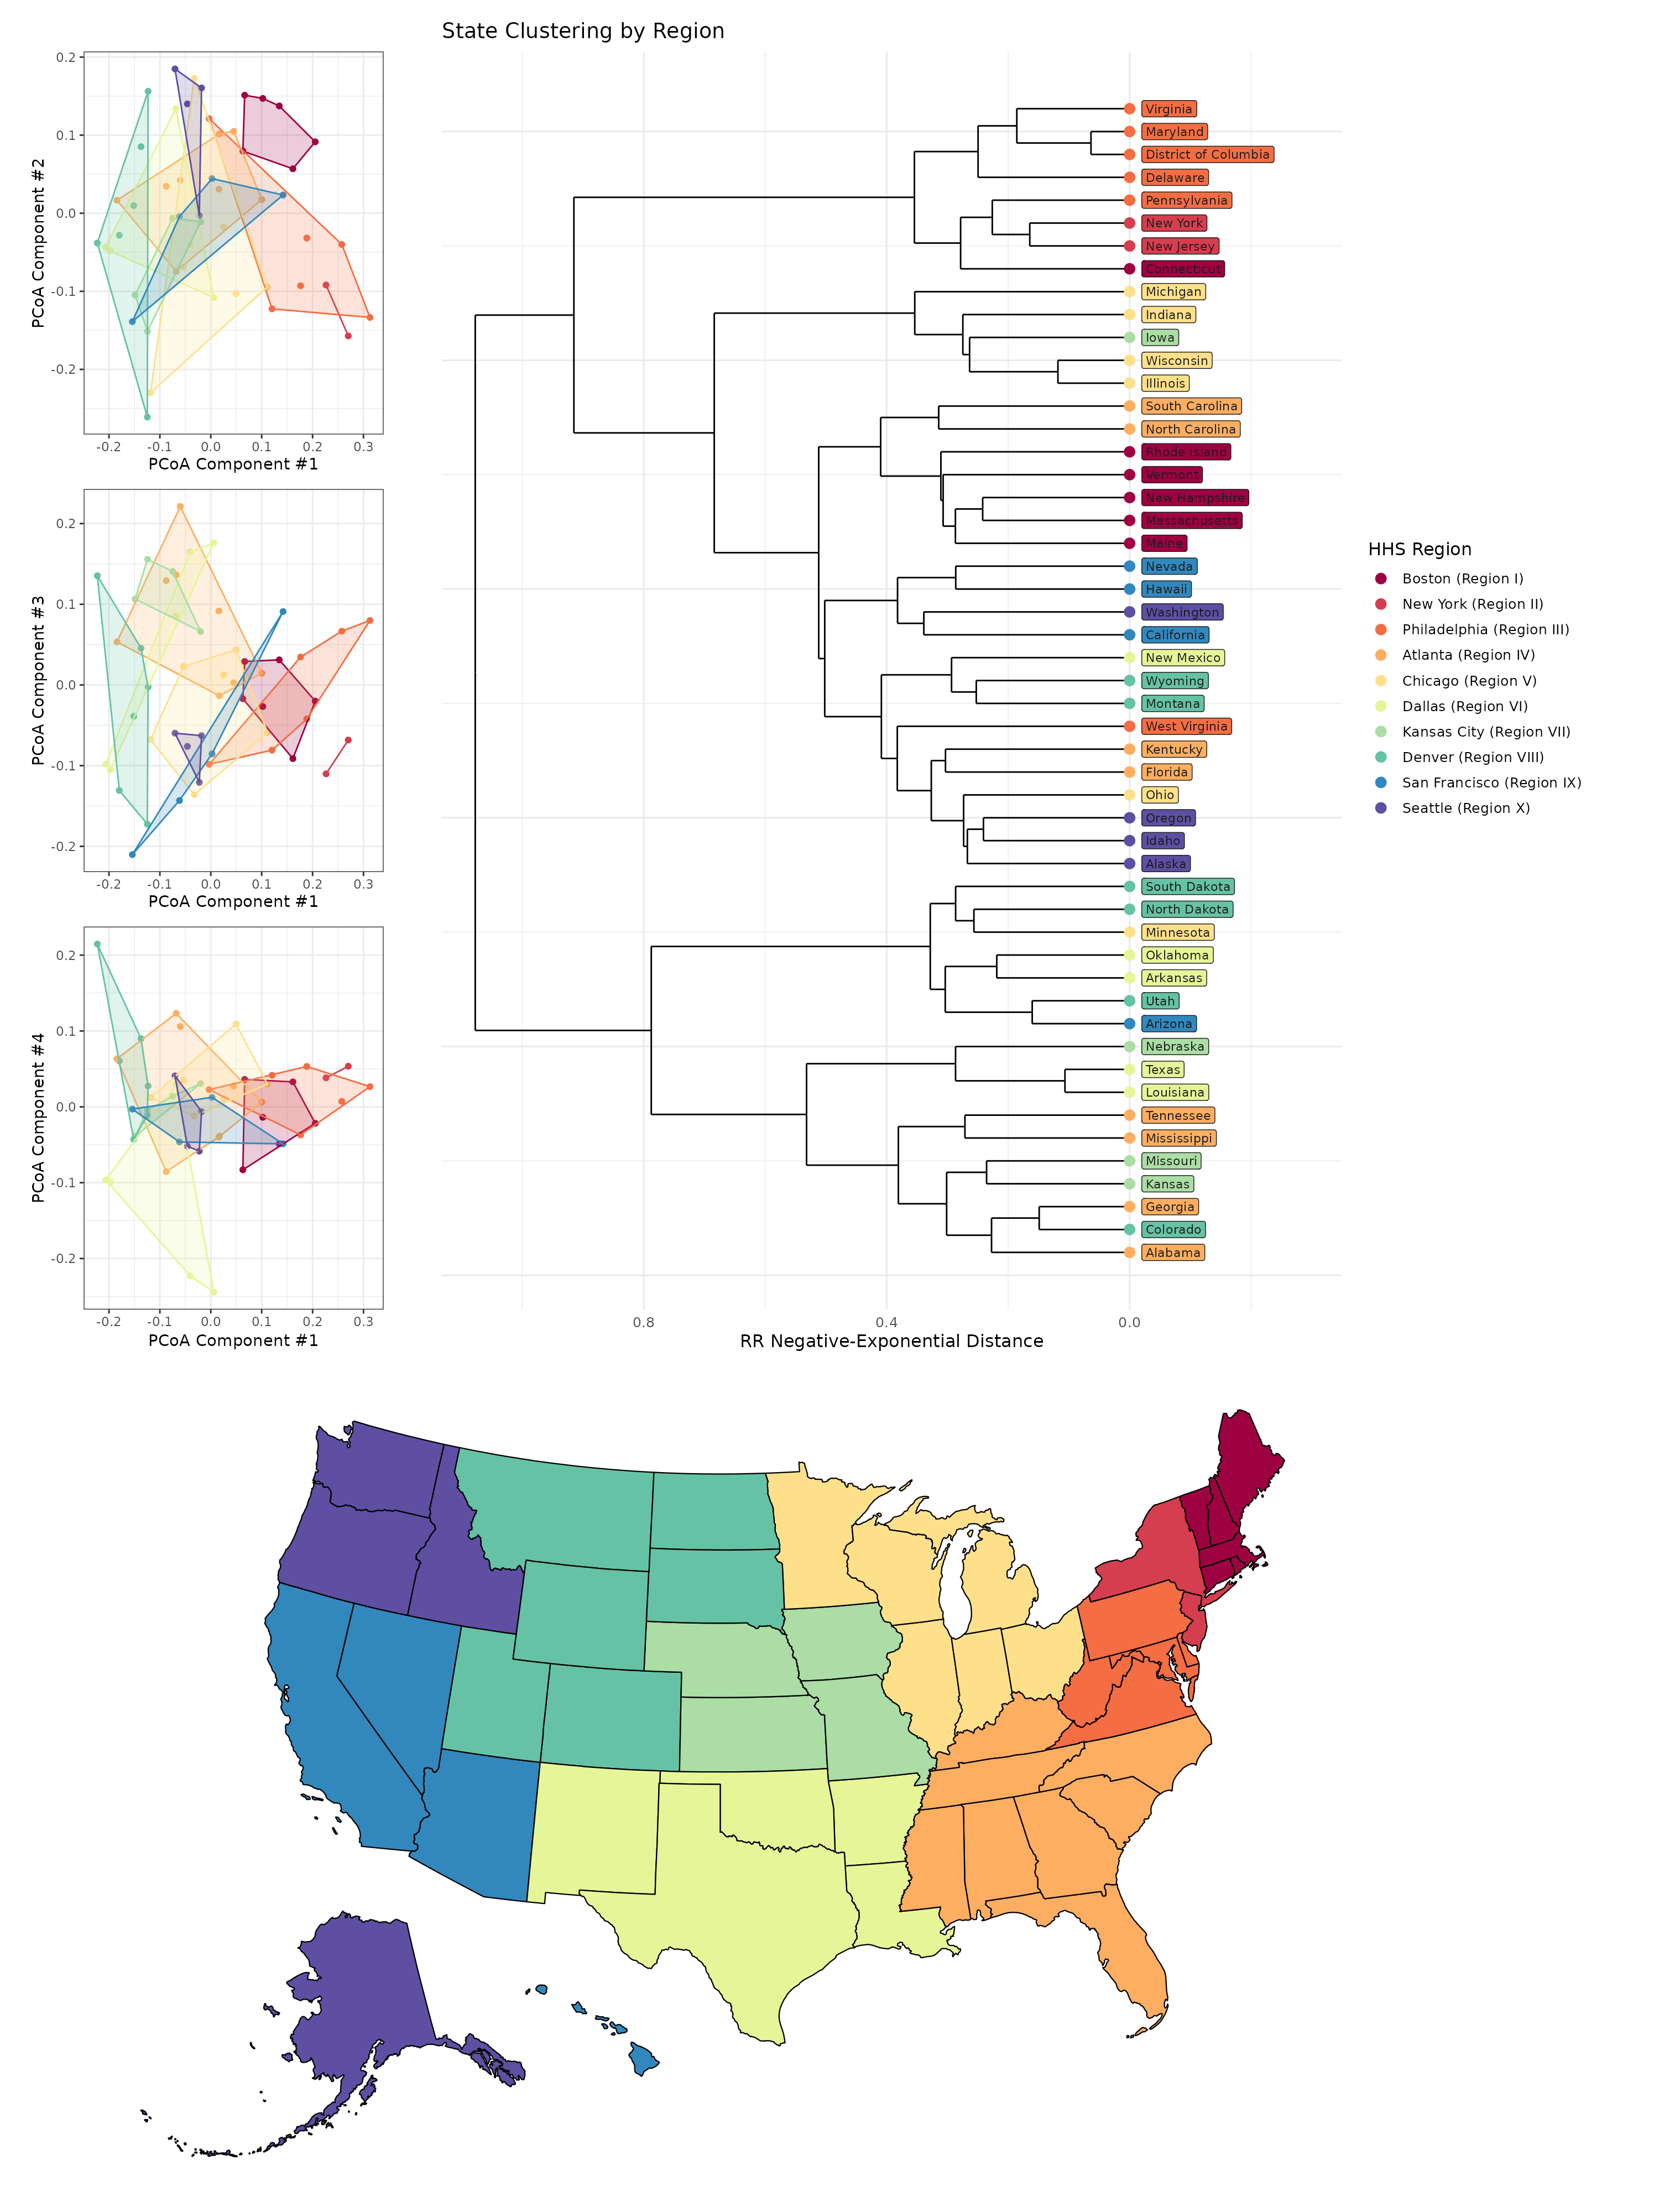 State Clustering by Region
0.2
0.1
0.0
-0.1
-0.2
-0.2
-0.1
0.0
0.1
0.2
0.3
PCoA Component #2
PCoA Component #1
0.2
0.1
0.0
-0.1
-0.2
-0.2
-0.1
0.0
0.1
0.2
0.3
PCoA Component #3
PCoA Component #1
0.2
0.1
0.0
-0.1
-0.2
-0.2
-0.1
0.0
0.1
0.2
0.3
PCoA Component #4
PCoA Component #1
Virginia
Maryland
District of Columbia
Delaware
Pennsylvania
New York
New Jersey
Connecticut
Michigan
Indiana
Iowa
Wisconsin
Illinois
South Carolina
North Carolina
Rhode Island
Vermont
New Hampshire
Massachusetts
Maine
Nevada
Hawaii
Washington
California
New Mexico
Wyoming
Montana
West Virginia
Kentucky
Florida
Ohio
Oregon
Idaho
Alaska
South Dakota
North Dakota
Minnesota
Oklahoma
Arkansas
Utah
Arizona
Nebraska
Texas
Louisiana
Tennessee
Mississippi
Missouri
Kansas
Georgia
Colorado
Alabama
0.8
0.4
0.0
RR Negative-Exponential Distance
HHS Region
Boston (Region I)
New York (Region II)
Philadelphia (Region III)
Atlanta (Region IV)
Chicago (Region V)
Dallas (Region VI)
Kansas City (Region VII)
Denver (Region VIII)
San Francisco (Region IX)
Seattle (Region X)